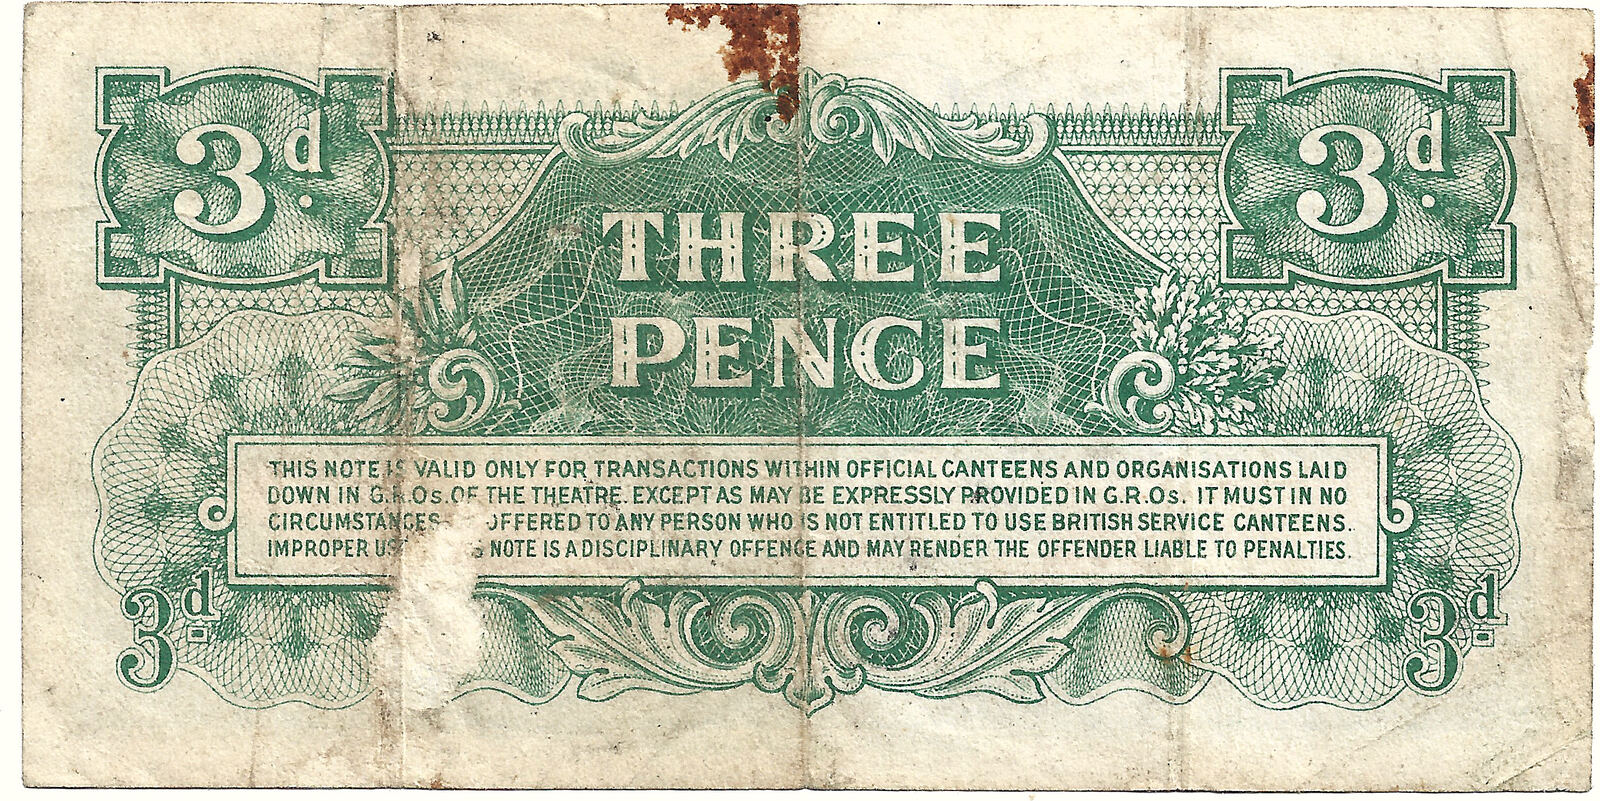 3d.
3d.
THREE
PENCE
THIS NOTE IS VALID ONLY FOR TRANSACTIONS WITHIN OFFICIAL CANTEENS AND ORGANISATIONS LAID
DOWN IN G.R.Os. OF THE THEATRE. EXCEPT AS MAY BE EXPRESSLY PROVIDED IN G.R.Os. IT MUST IN NO
CIRCUMSTANCES OFFERED TO ANY PERSON WHO IS NOT ENTITLED TO USE BRITISH SERVICE CANTEENS.
IMPROPER NOTE IS A DISCIPLINARY OFFENCE AND MAY RENDER THE OFFENDER LIABLE TO PENALTIES.
3d.
3d.